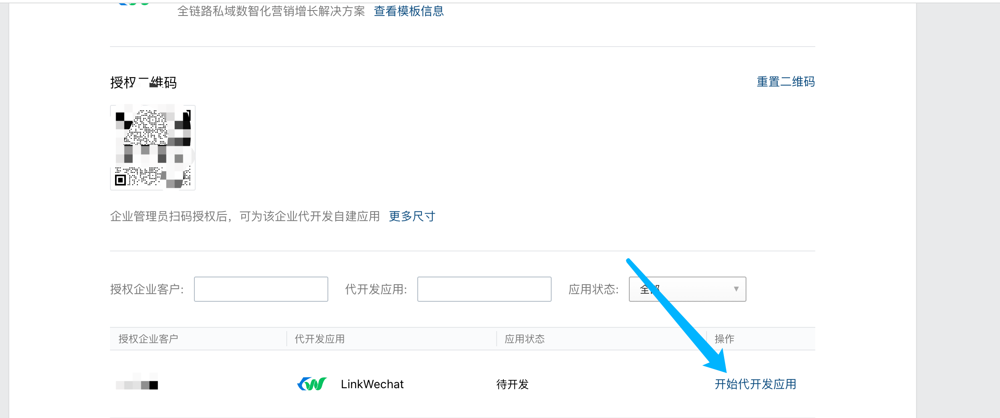 全链路私域数智化营销增长解决方案 查看模板信息
授权二维码
重置二维码
企业管理员扫码授权后，可为该企业代开发自建应用 更多尺寸
授权企业客户: 代开发应用: 应用状态: 全部
授权企业客户 代开发应用 应用状态 操作
LinkWechat 待开发 开始代开发应用